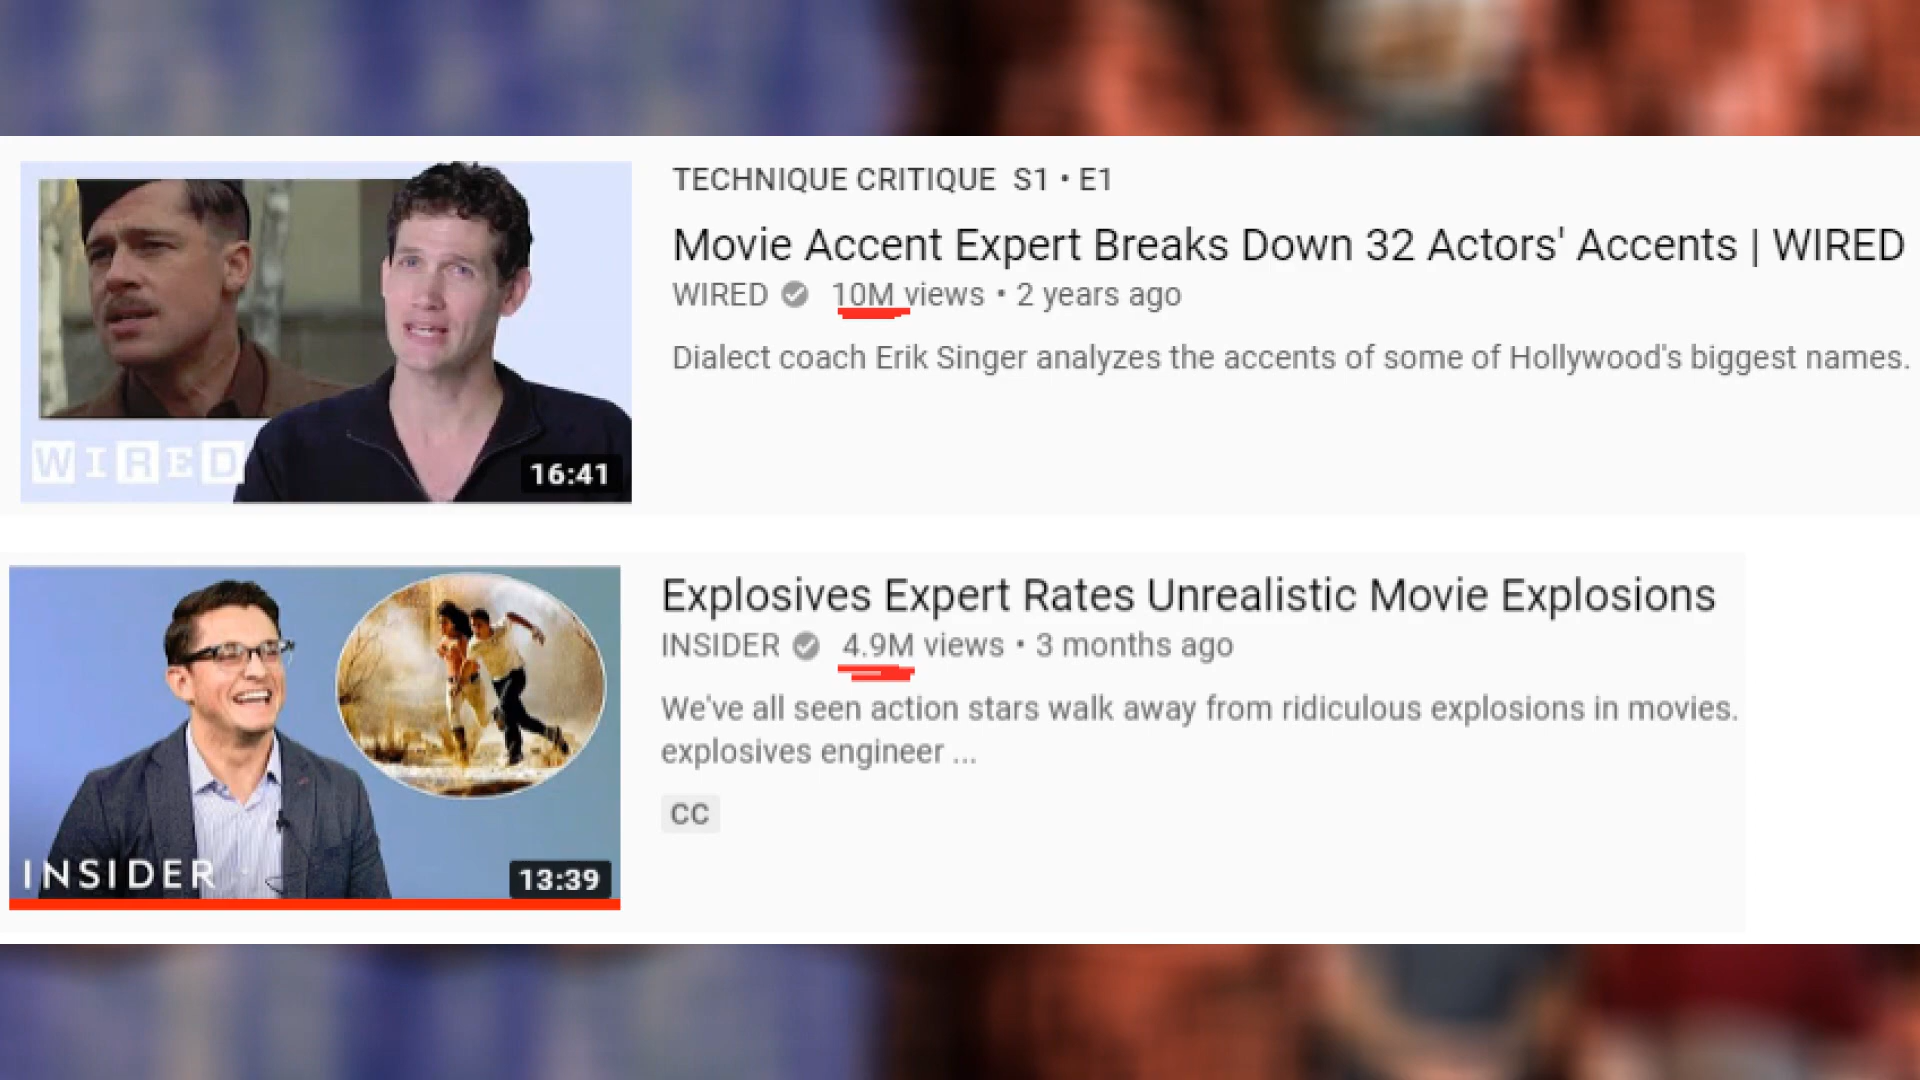 TECHNIQUE CRITIQUE S1 • E1
Movie Accent Expert Breaks Down 32 Actors' Accents | WIRED
WIRED 10M views • 2 years ago
Dialect coach Erik Singer analyzes the accents of some of Hollywood's biggest names.
WIRED
16:41
Explosives Expert Rates Unrealistic Movie Explosions
INSIDER 4.9M views • 3 months ago
We've all seen action stars walk away from ridiculous explosions in movies.
explosives engineer ...
CC
INSIDER
13:39